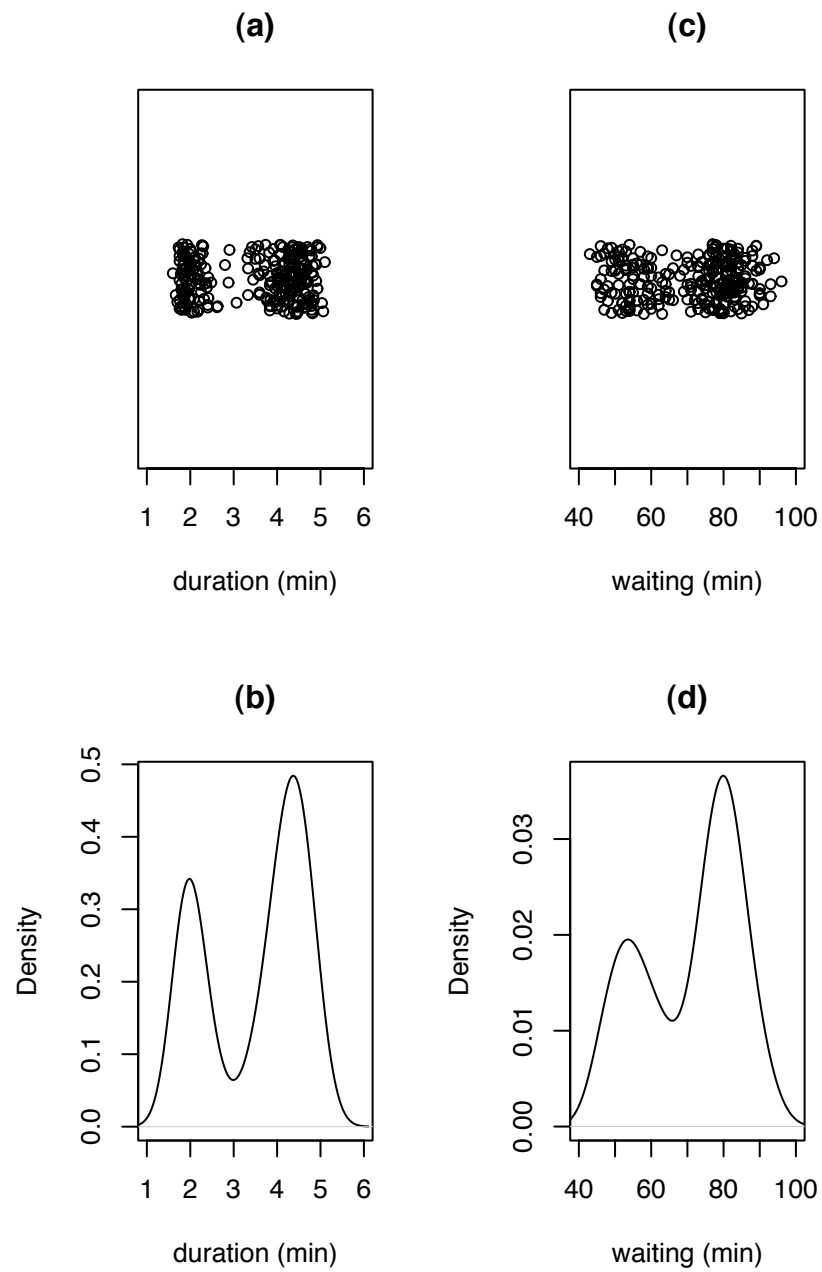 (a)
(c)
1 2 3 4 5 6
40 60 80 100
duration (min)
waiting (min)
(b)
(d)
Density
0.0 0.1 0.2 0.3 0.4 0.5
1 2 3 4 5 6
duration (min)
Density
0.00 0.01 0.02 0.03
40 60 80 100
waiting (min)